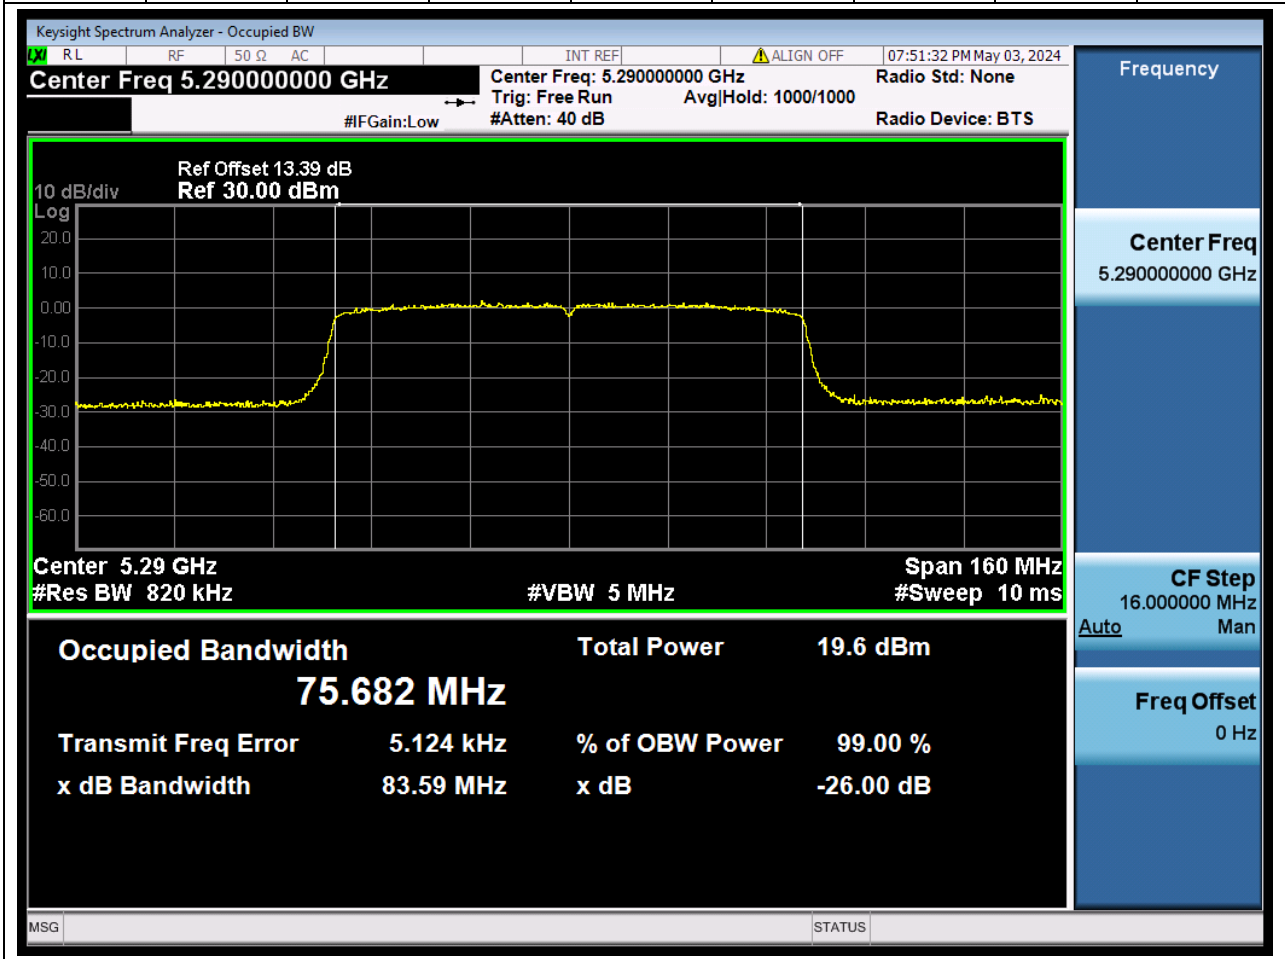 Keysight Spectrum Analyzer - Occupied BW
LXI RL RF 50 Ω AC INT REF ALIGN OFF 07:51:32 PM May 03, 2024
Center Freq 5.290000000 GHz
Center Freq: 5.290000000 GHz Radio Std: None
Trig: Free Run Avg|Hold: 1000/1000
#IFGain:Low #Atten: 40 dB Radio Device: BTS
Frequency
Ref Offset 13.39 dB
10 dB/div Ref 30.00 dBm
Log
20.0
10.0
0.00
-10.0
-20.0
-30.0
-40.0
-50.0
-60.0
Center 5.29 GHz Span 160 MHz
#Res BW 820 kHz #VBW 5 MHz #Sweep 10 ms
Occupied Bandwidth Total Power 19.6 dBm
75.682 MHz
Transmit Freq Error 5.124 kHz % of OBW Power 99.00 %
x dB Bandwidth 83.59 MHz x dB -26.00 dB
Center Freq
5.290000000 GHz
CF Step
16.000000 MHz
Auto Man
Freq Offset
0 Hz
MSG STATUS